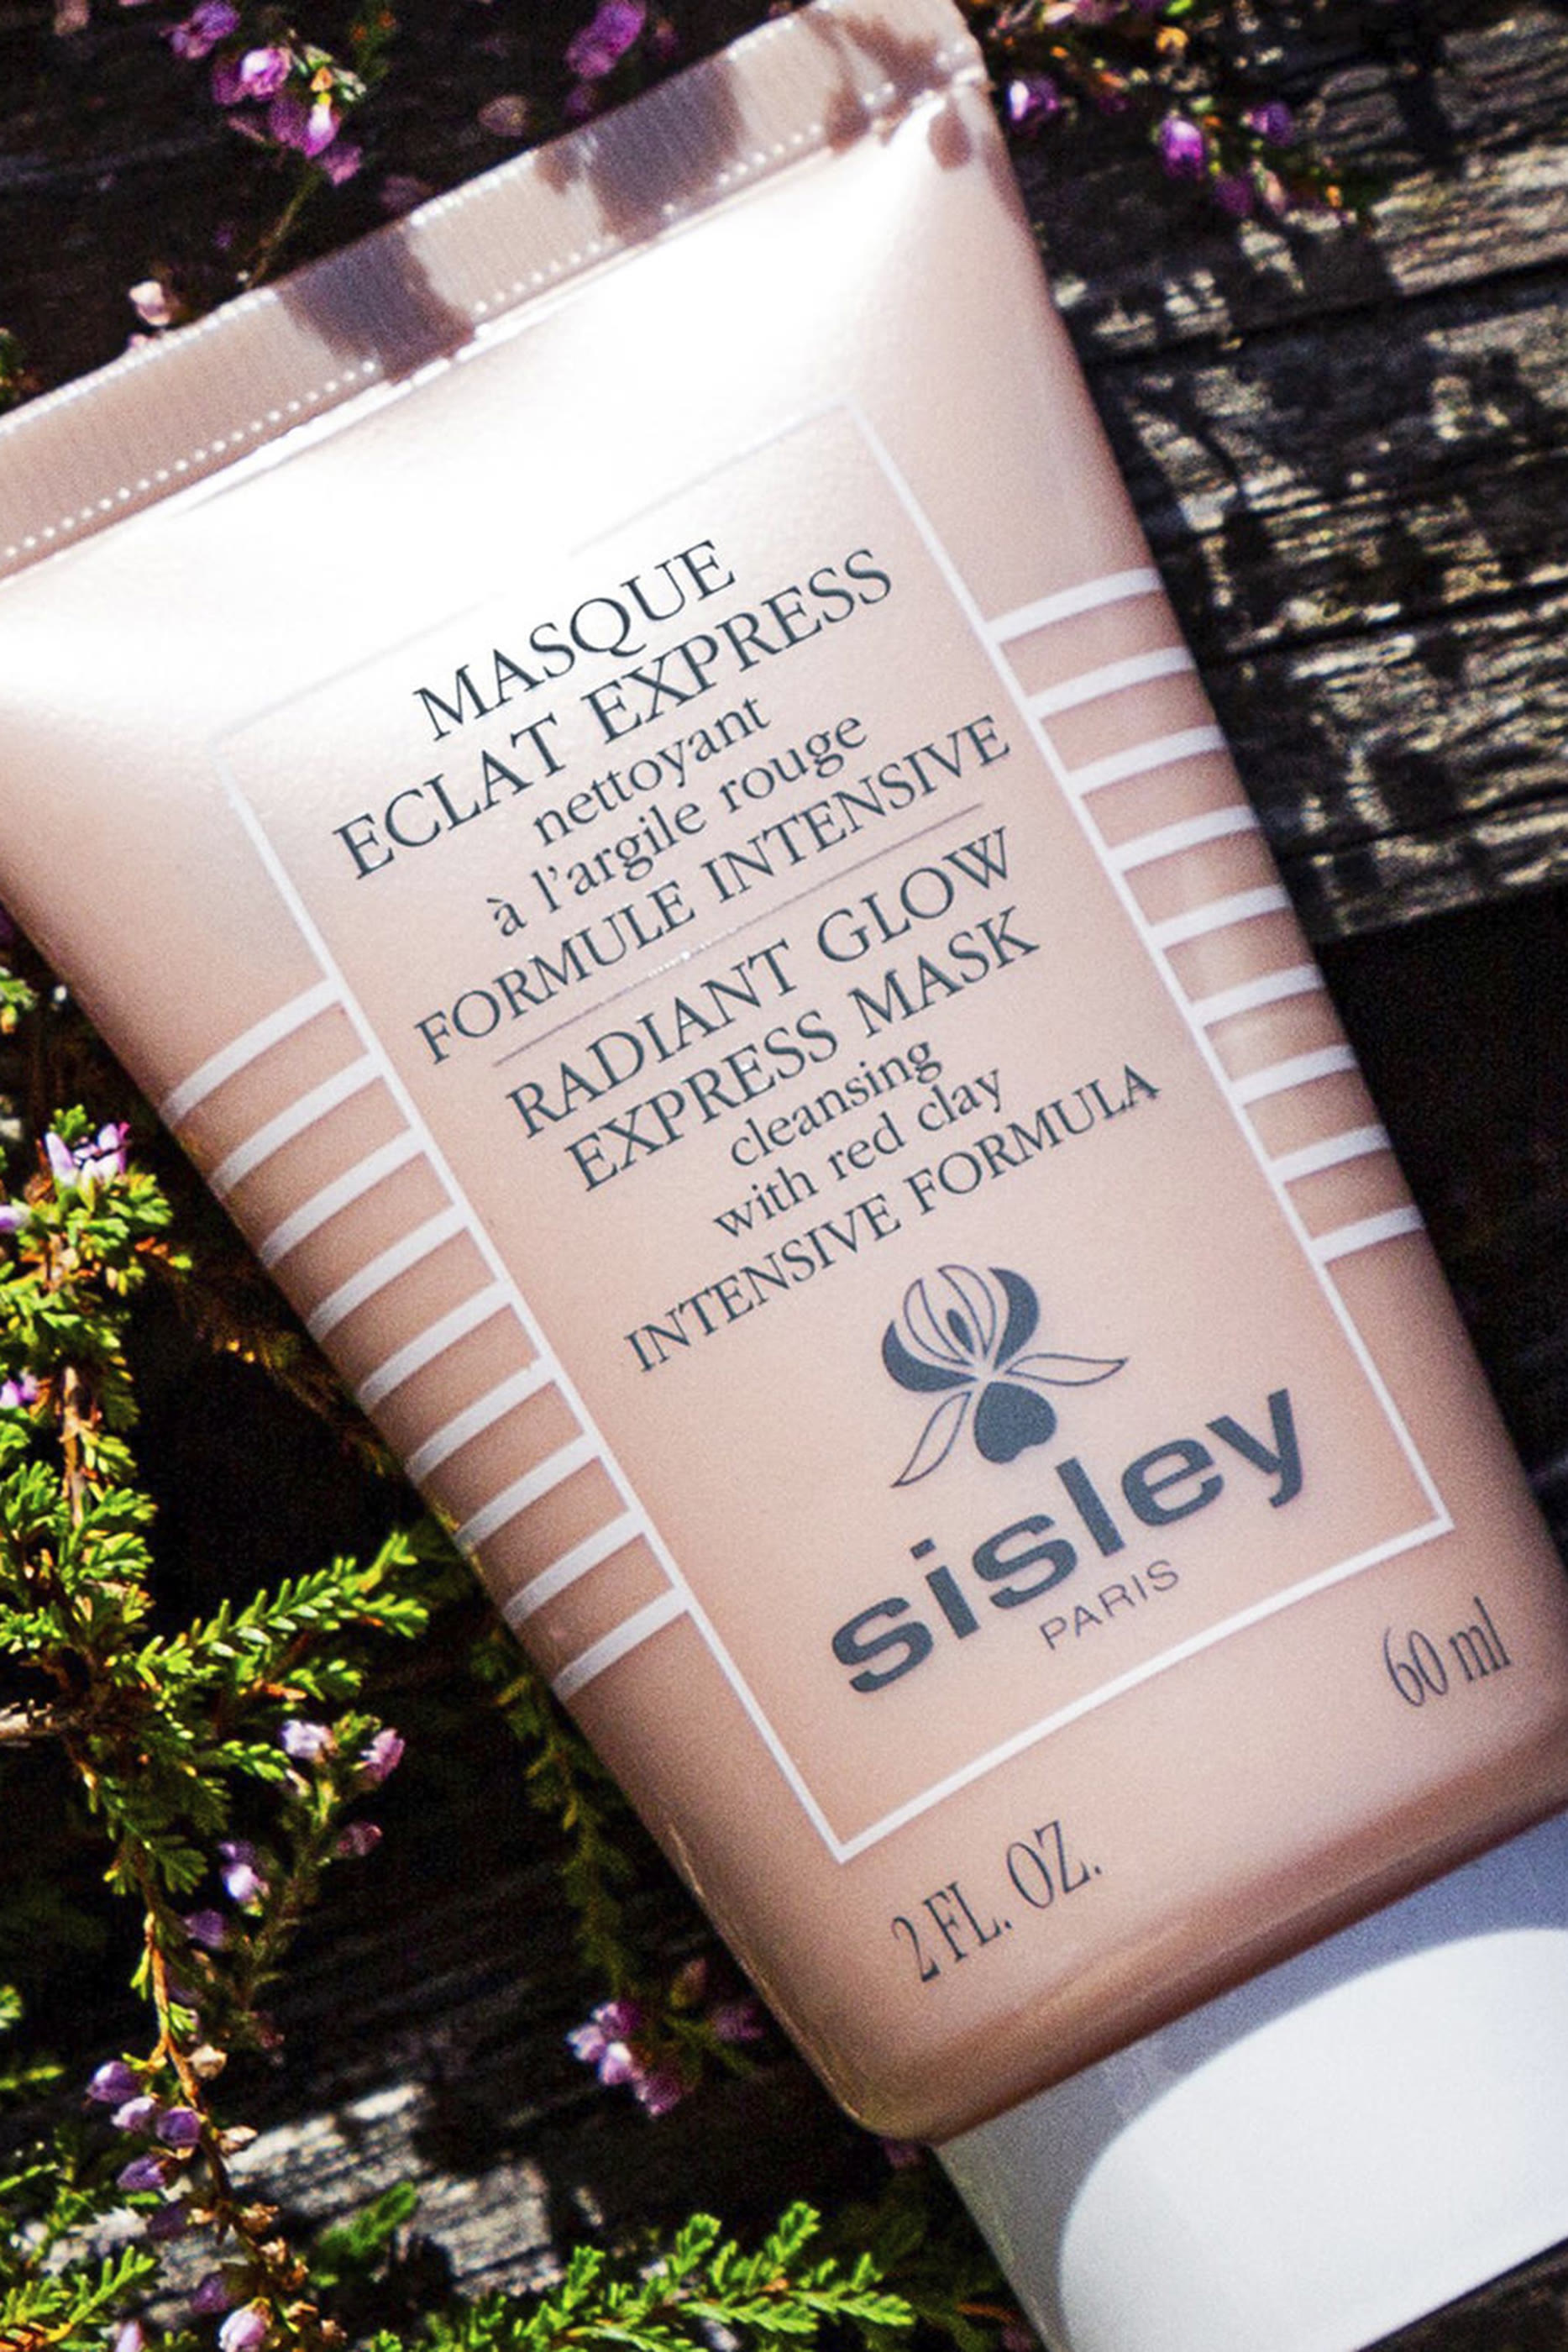 MASQUE
ECLAT EXPRESS
nettoyant
à l'argile rouge
FORMULE INTENSIVE
RADIANT GLOW
EXPRESS MASK
cleansing
with red clay
INTENSIVE FORMULA
sisley
PARIS
2 FL. OZ.
60 ml